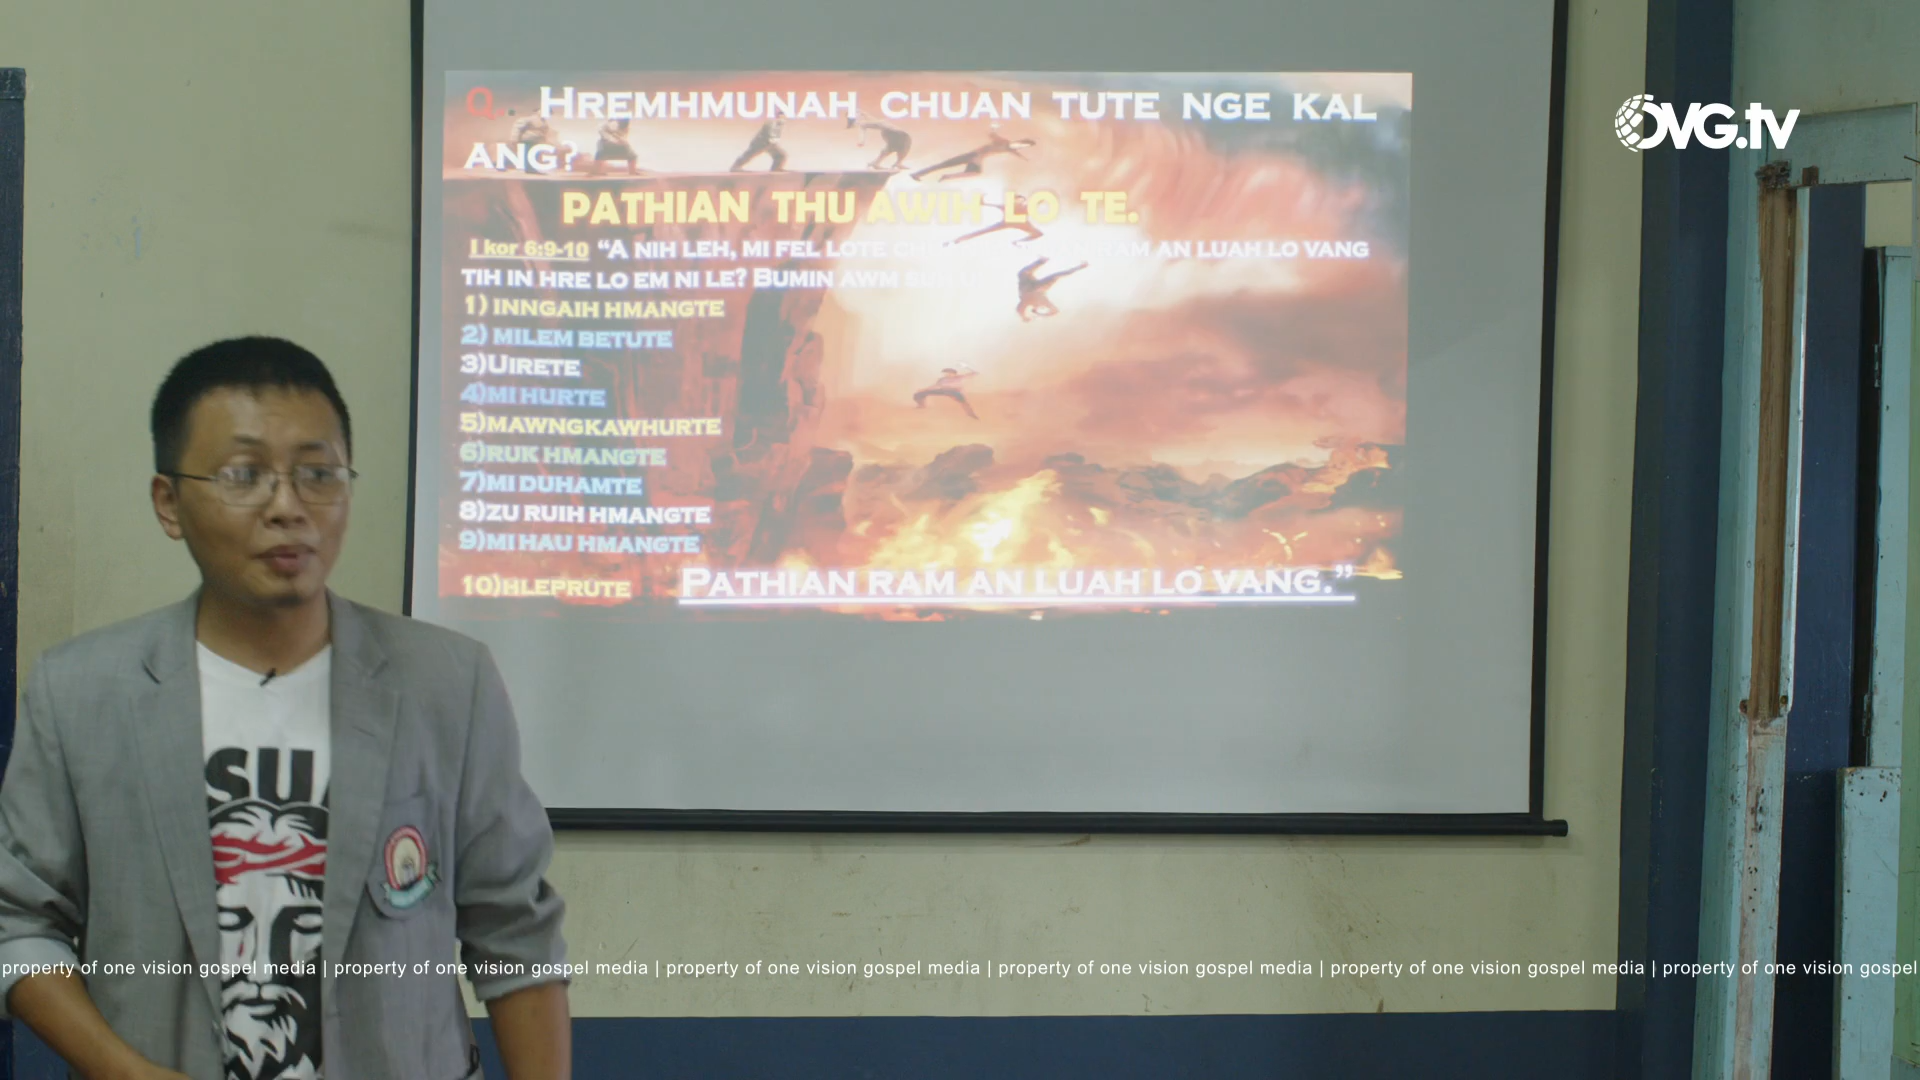 Q.. HREMHMUNAH CHUAN TUTE NGE KAL
ANG?
PATHIAN THU AWIH LO TE.
I kor 6:9-10 “A NIH LEH, MI FEL LOTE AN LUAH LO VANG
TIH IN HRE LO EM NI LE? BUMIN AWM
1) INNGAIH HMANGTE
2) MILEM BETUTE
3)UIRETE
4)MI HURTE
5)MAWNGKAWHURTE
6)RUK HMANGTE
7)MI DUHAMTE
8)ZU RUIH HMANGTE
9)MI HAU HMANGTE
10)HLEPRUTE PATHIAN RAM AN LUAH LO VANG.”
OVG.tv
SU
property of one vision gospel media | property of one vision gospel media | property of one vision gospel media | property of one vision gospel media | property of one vision gospel media | property of one vision gospel